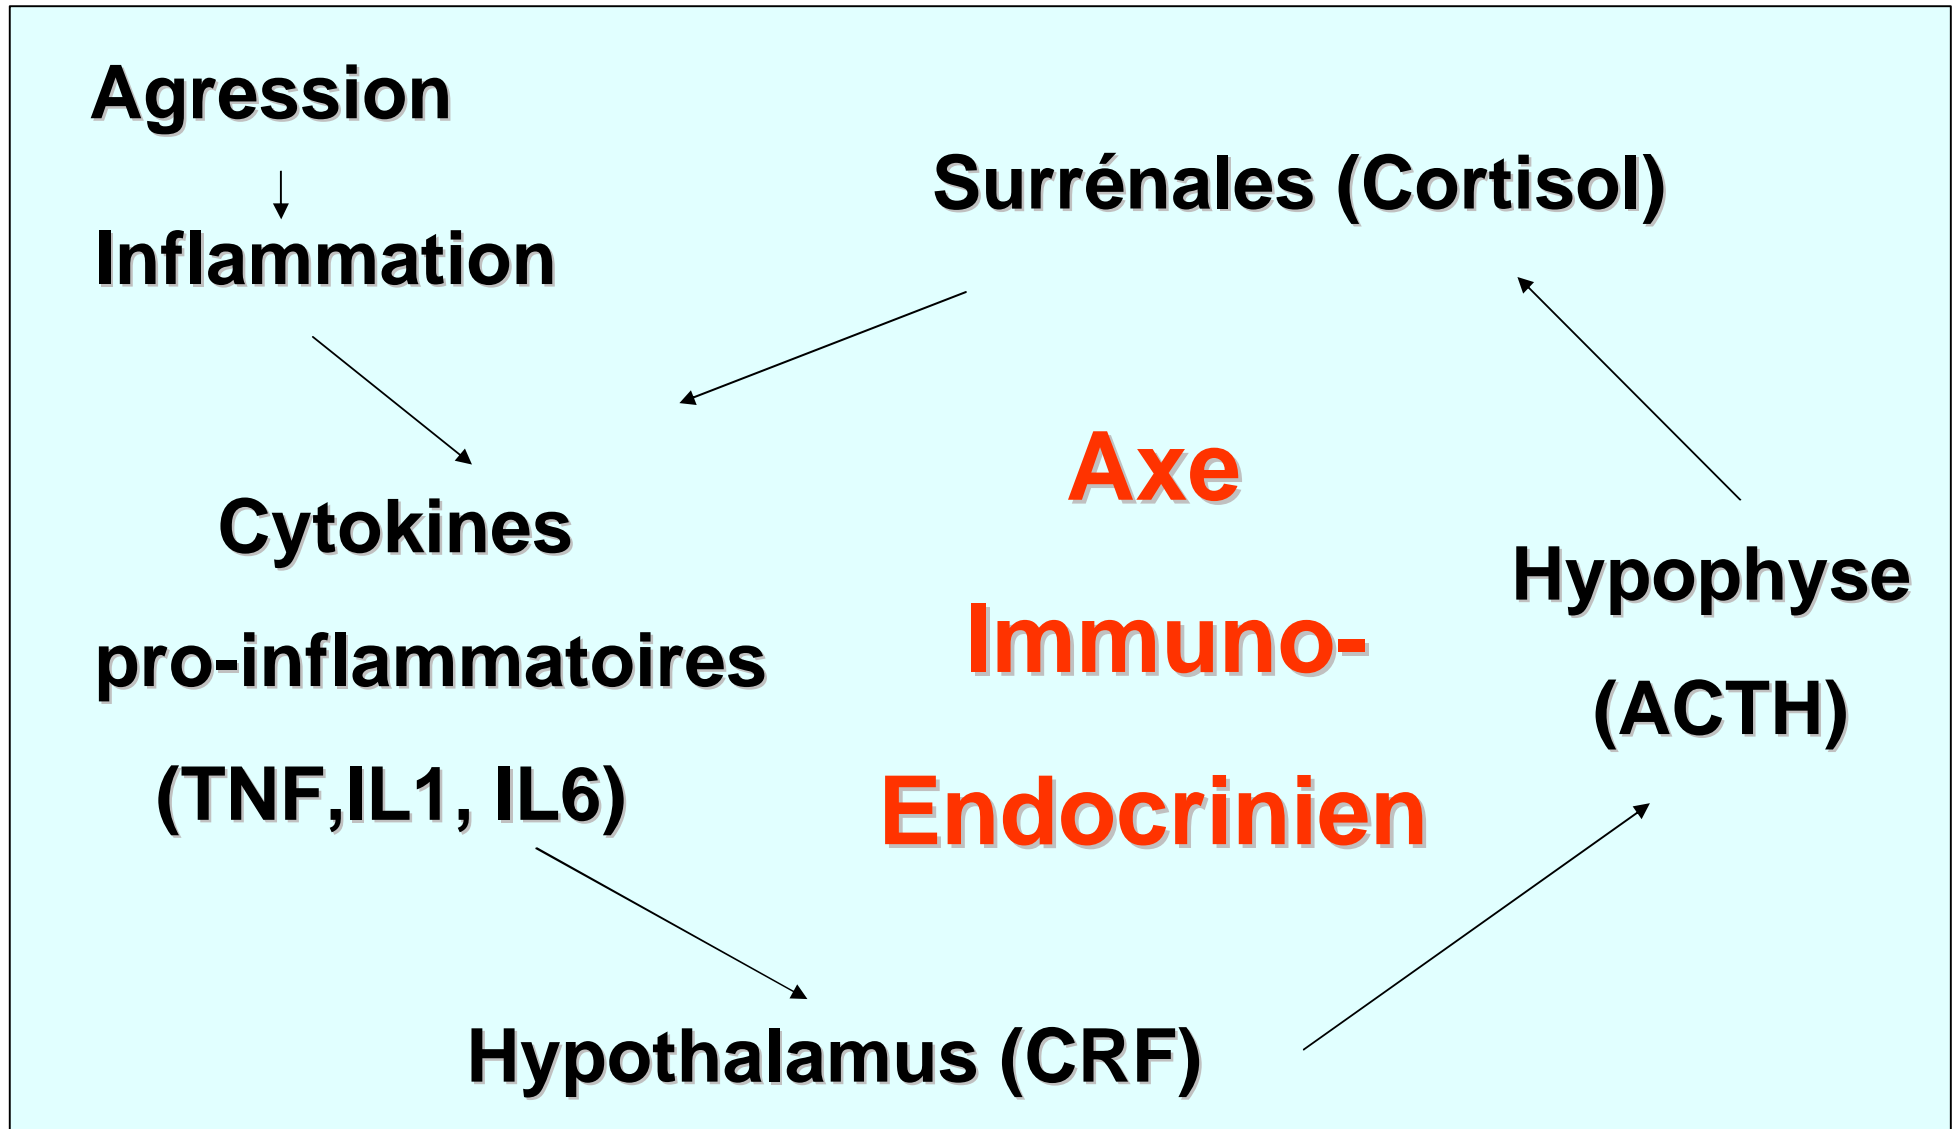 Agression
Inflammation
Surrénales (Cortisol)
Cytokines
pro-inflammatoires
(TNF,IL1, IL6)
Axe
Immuno-
Endocrinien
Hypophyse
(ACTH)
Hypothalamus (CRF)